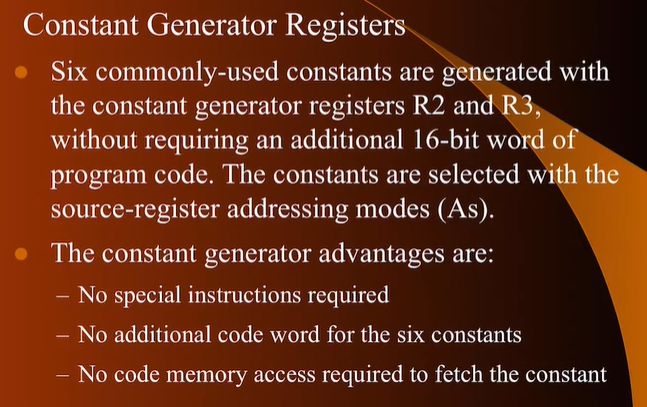 Constant Generator Registers
Six commonly-used constants are generated with
the constant generator registers R2 and R3,
without requiring an additional 16-bit word of
program code. The constants are selected with the
source-register addressing modes (As).
The constant generator advantages are:
– No special instructions required
– No additional code word for the six constants
– No code memory access required to fetch the constant